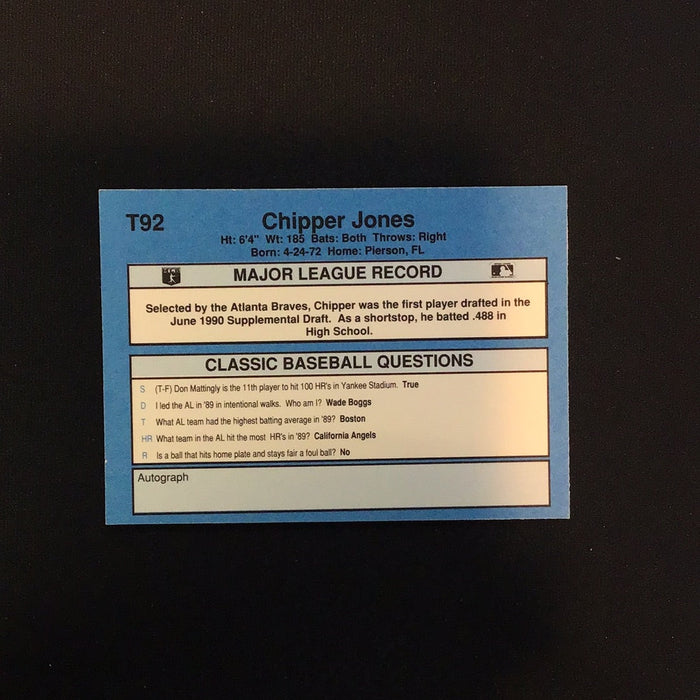 T92
Chipper Jones
Ht: 6'4" Wt: 185 Bats: Both Throws: Right
Born: 4-24-72 Home: Pierson, FL
MAJOR LEAGUE RECORD
Selected by the Atlanta Braves, Chipper was the first player drafted in the
June 1990 Supplemental Draft. As a shortstop, he batted .488 in
High School.
CLASSIC BASEBALL QUESTIONS
S (T-F) Don Mattingly is the 11th player to hit 100 HR's in Yankee Stadium. True
D I led the AL in '89 in intentional walks. Who am I? Wade Boggs
T What AL team had the highest batting average in '89? Boston
HR What team in the AL hit the most HR's in '89? California Angels
R Is a ball that hits home plate and stays fair a foul ball? No
Autograph